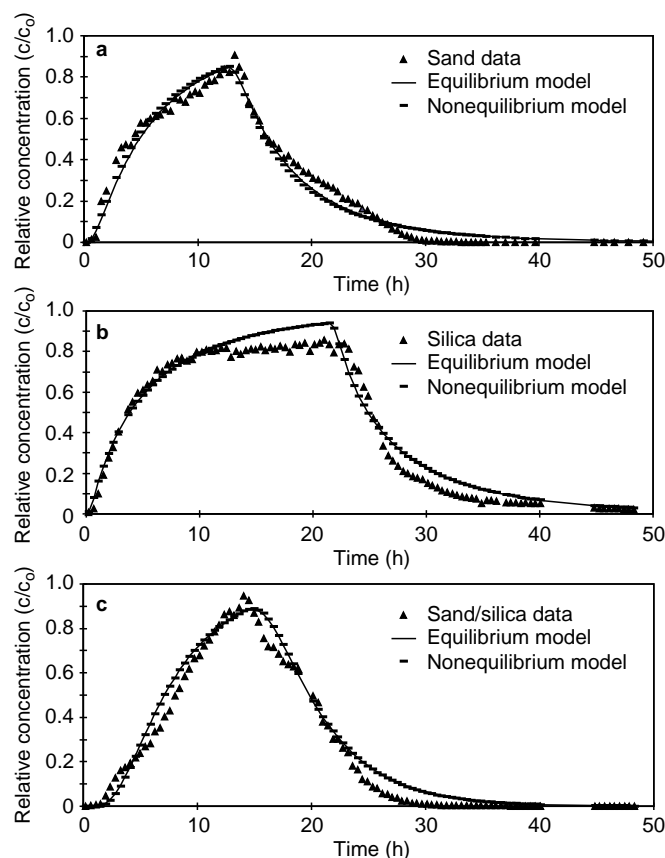 a
Relative concentration (c/co)
1.0
0.8
0.6
0.4
0.2
0
Sand data
Equilibrium model
Nonequilibrium model
0 10 20 30 40 50
Time (h)
b
Relative concentration (c/co)
1.0
0.8
0.6
0.4
0.2
0
Silica data
Equilibrium model
Nonequilibrium model
0 10 20 30 40 50
Time (h)
c
Relative concentration (c/co)
1.0
0.8
0.6
0.4
0.2
0
Sand/silica data
Equilibrium model
Nonequilibrium model
0 10 20 30 40 50
Time (h)